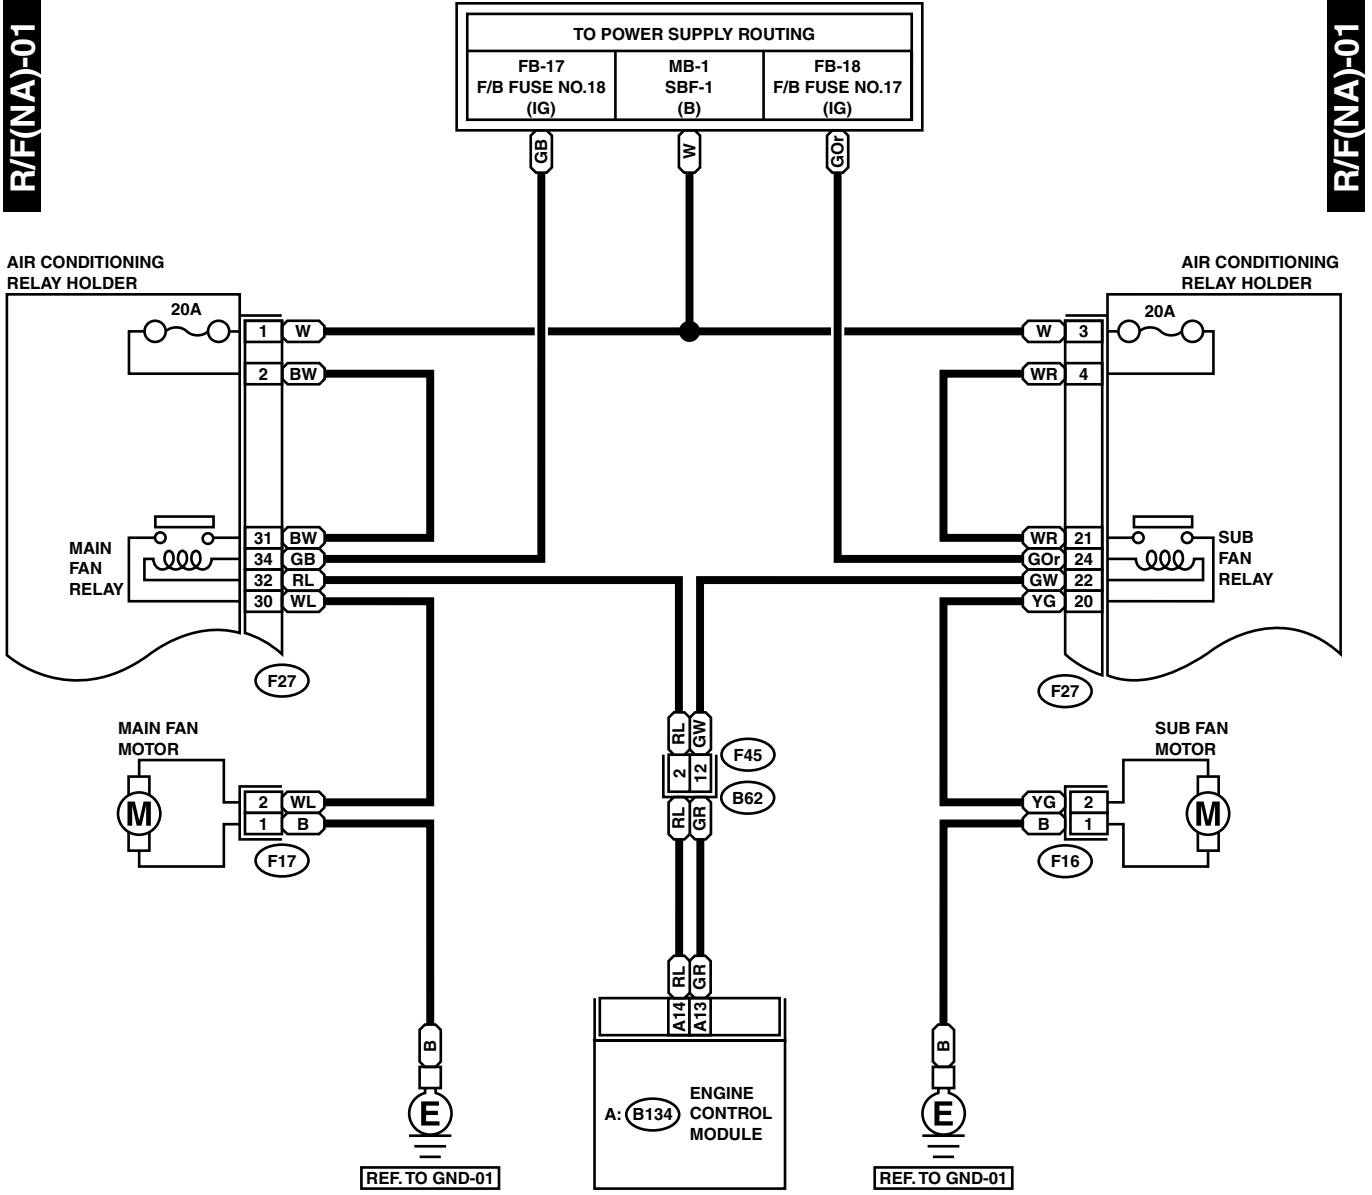 R/F(NA)-01
R/F(NA)-01
TO POWER SUPPLY ROUTING
FB-17
F/B FUSE NO.18
(IG)
MB-1
SBF-1
(B)
FB-18
F/B FUSE NO.17
(IG)
GB
W
GOr
AIR CONDITIONING
RELAY HOLDER
20A
1 W
2 BW
31 BW
34 GB
32 RL
30 WL
MAIN
FAN
RELAY
F27
AIR CONDITIONING
RELAY HOLDER
20A
W 3
WR 4
WR 21
GOr 24
GW 22
YG 20
SUB
FAN
RELAY
F27
MAIN FAN
MOTOR
M
2 WL
1 B
F17
RL GW
2 12
F45
B62
RL GR
SUB FAN
MOTOR
YG 2
B 1
M
F16
RL GR
A14 A13
A: B134
ENGINE
CONTROL
MODULE
B
E
REF. TO GND-01
B
E
REF. TO GND-01